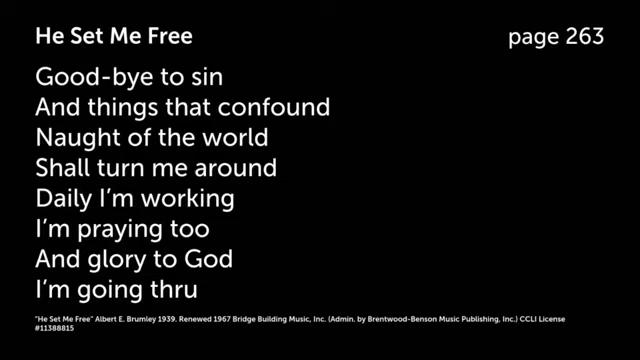 He Set Me Free
page 263
Good-bye to sin
And things that confound
Naught of the world
Shall turn me around
Daily I’m working
I’m praying too
And glory to God
I’m going thru
"He Set Me Free" Albert E. Brumley 1939. Renewed 1967 Bridge Building Music, Inc. (Admin. by Brentwood-Benson Music Publishing, Inc.) CCLI License
#11388815